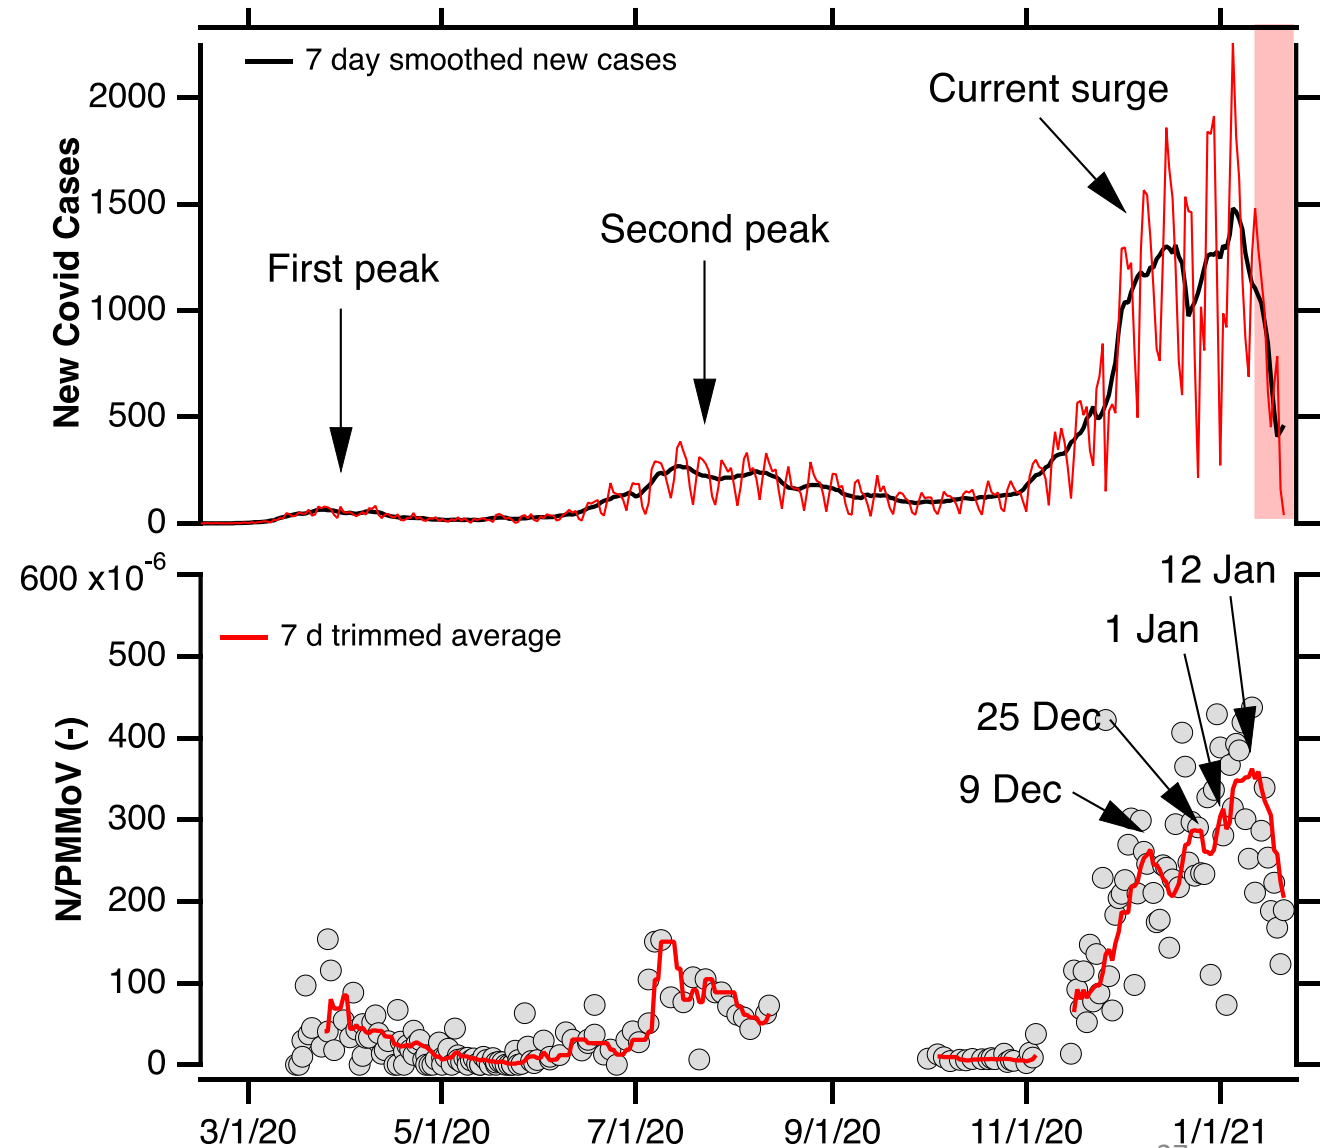 7 day smoothed new cases
Current surge
Second peak
First peak
New Covid Cases
2000
1500
1000
500
0
600 x10-6
12 Jan
1 Jan
7 d trimmed average
25 Dec
9 Dec
N/PMMoV (-)
500
400
300
200
100
0
3/1/20 5/1/20 7/1/20 9/1/20 11/1/20 1/1/21